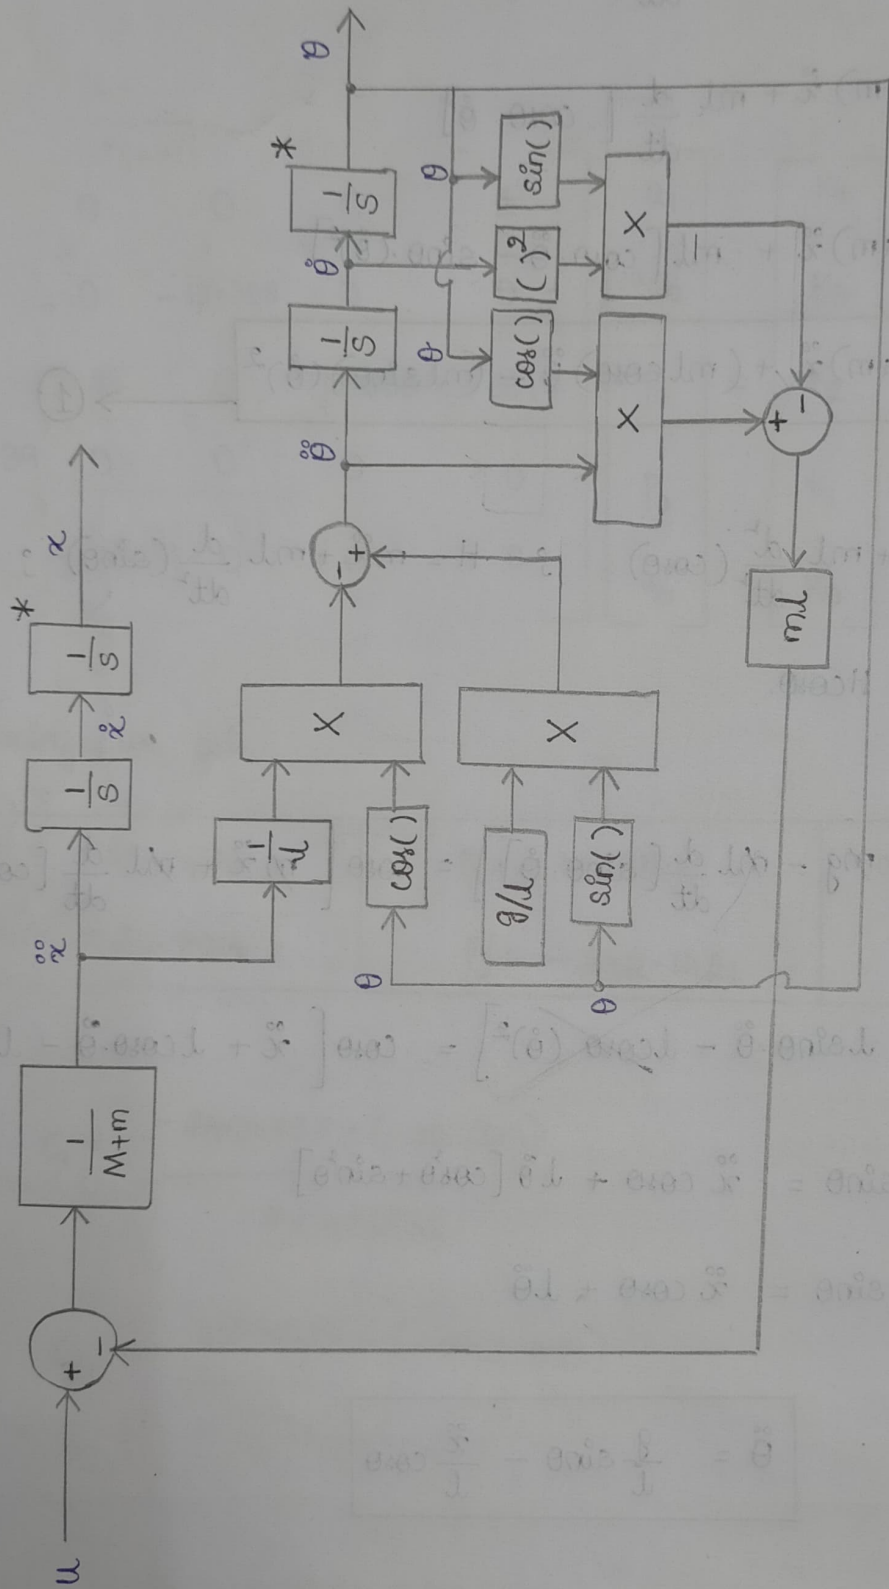 u
+
−
1/(M+m)
ẍ
1/s
ẋ
1/s
*
x
1/l
θ
cos()
X
−
+
θ̈
1/s
θ̇
1/s
*
θ
g/l
θ
sin()
X
θ
cos()
( )²
θ
sin()
X
X
−
+
−
ml